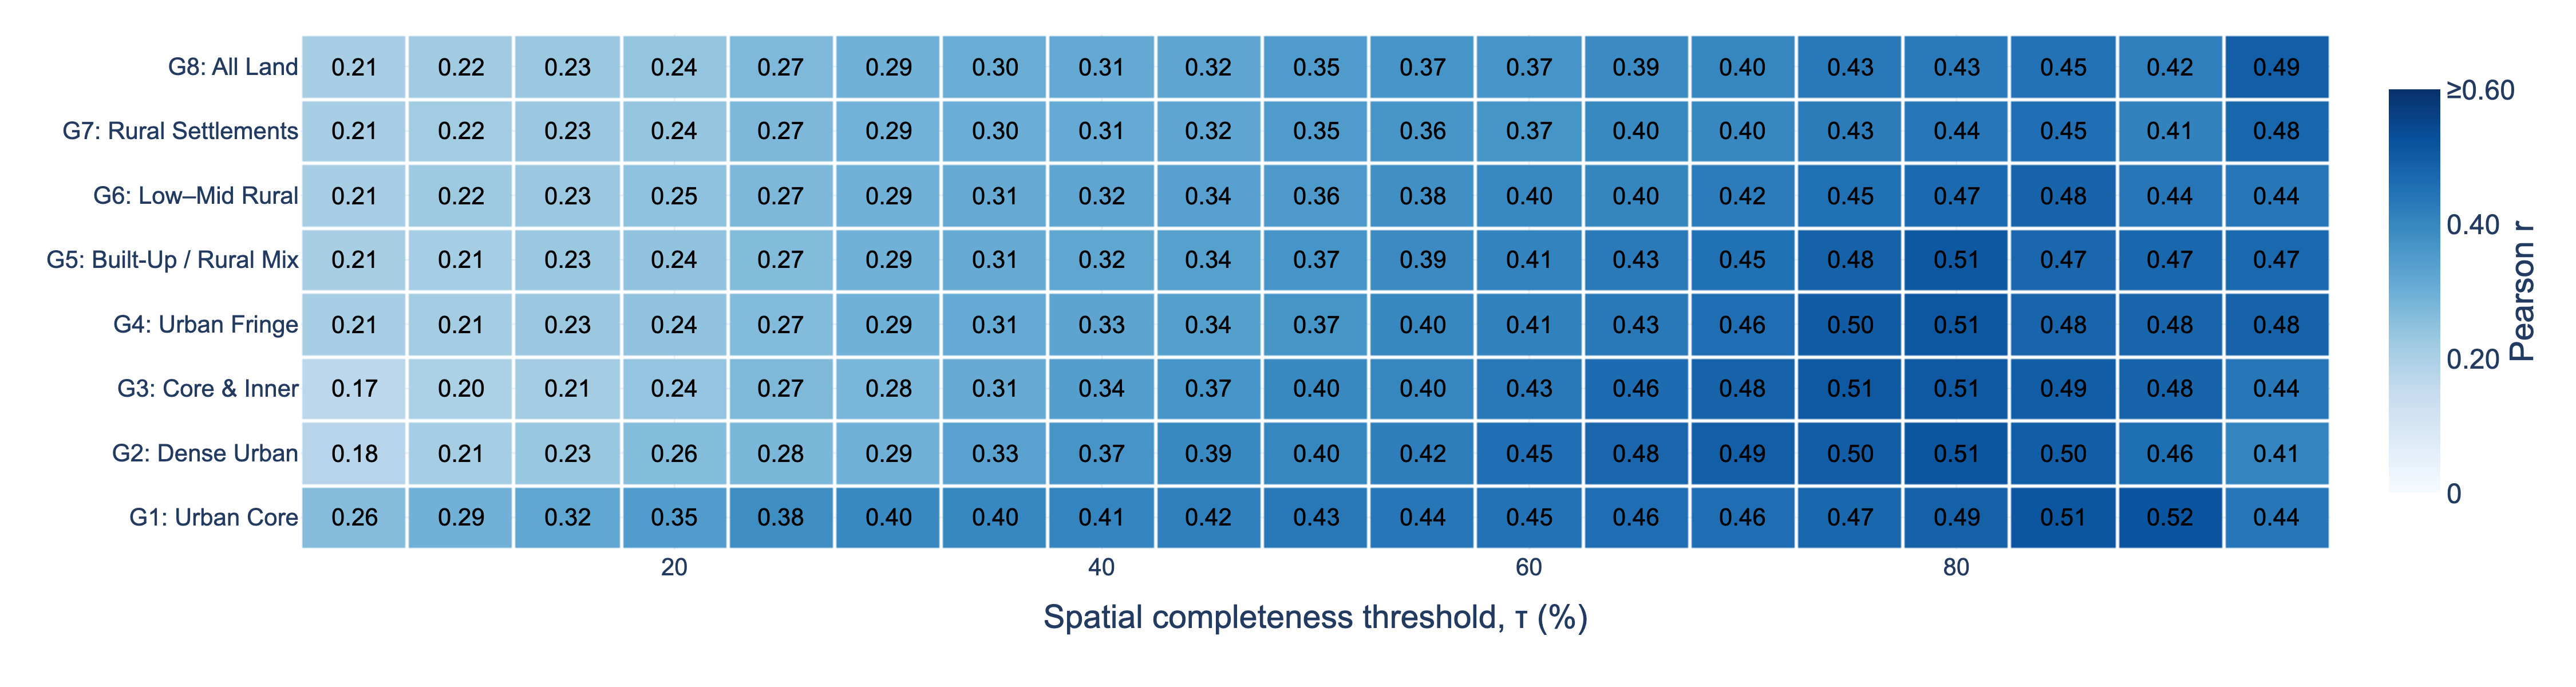 G8: All Land 0.21 0.22 0.23 0.24 0.27 0.29 0.30 0.31 0.32 0.35 0.37 0.37 0.39 0.40 0.43 0.43 0.45 0.42 0.49
G7: Rural Settlements 0.21 0.22 0.23 0.24 0.27 0.29 0.30 0.31 0.32 0.35 0.36 0.37 0.40 0.40 0.43 0.44 0.45 0.41 0.48
G6: Low–Mid Rural 0.21 0.22 0.23 0.25 0.27 0.29 0.31 0.32 0.34 0.36 0.38 0.40 0.40 0.42 0.45 0.47 0.48 0.44 0.44
G5: Built-Up / Rural Mix 0.21 0.21 0.23 0.24 0.27 0.29 0.31 0.32 0.34 0.37 0.39 0.41 0.43 0.45 0.48 0.51 0.47 0.47 0.47
G4: Urban Fringe 0.21 0.21 0.23 0.24 0.27 0.29 0.31 0.33 0.34 0.37 0.40 0.41 0.43 0.46 0.50 0.51 0.48 0.48 0.48
G3: Core & Inner 0.17 0.20 0.21 0.24 0.27 0.28 0.31 0.34 0.37 0.40 0.40 0.43 0.46 0.48 0.51 0.51 0.49 0.48 0.44
G2: Dense Urban 0.18 0.21 0.23 0.26 0.28 0.29 0.33 0.37 0.39 0.40 0.42 0.45 0.48 0.49 0.50 0.51 0.50 0.46 0.41
G1: Urban Core 0.26 0.29 0.32 0.35 0.38 0.40 0.40 0.41 0.42 0.43 0.44 0.45 0.46 0.46 0.47 0.49 0.51 0.52 0.44
20 40 60 80
Spatial completeness threshold, τ (%)
≥0.60
0.40
0.20
0
Pearson r